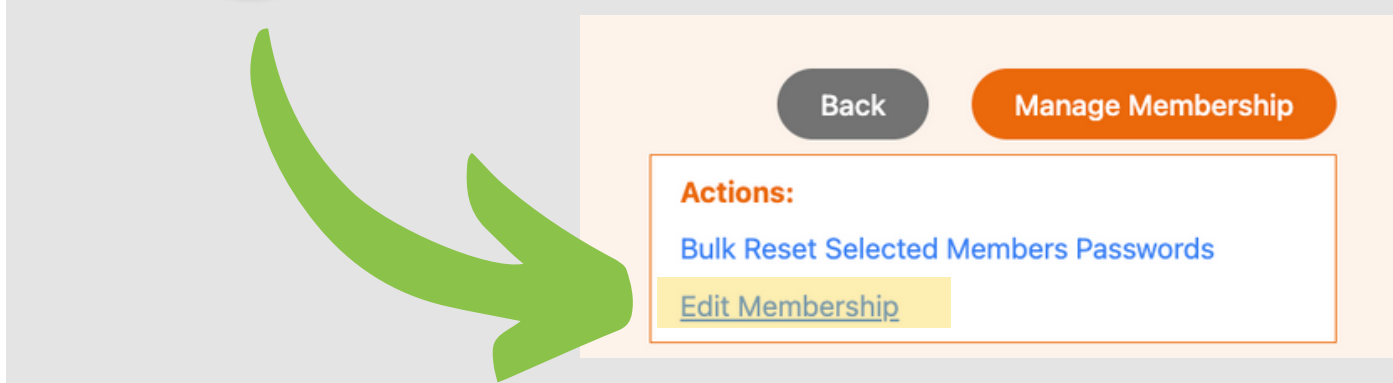 Back
Manage Membership
Actions:
Bulk Reset Selected Members Passwords
Edit Membership